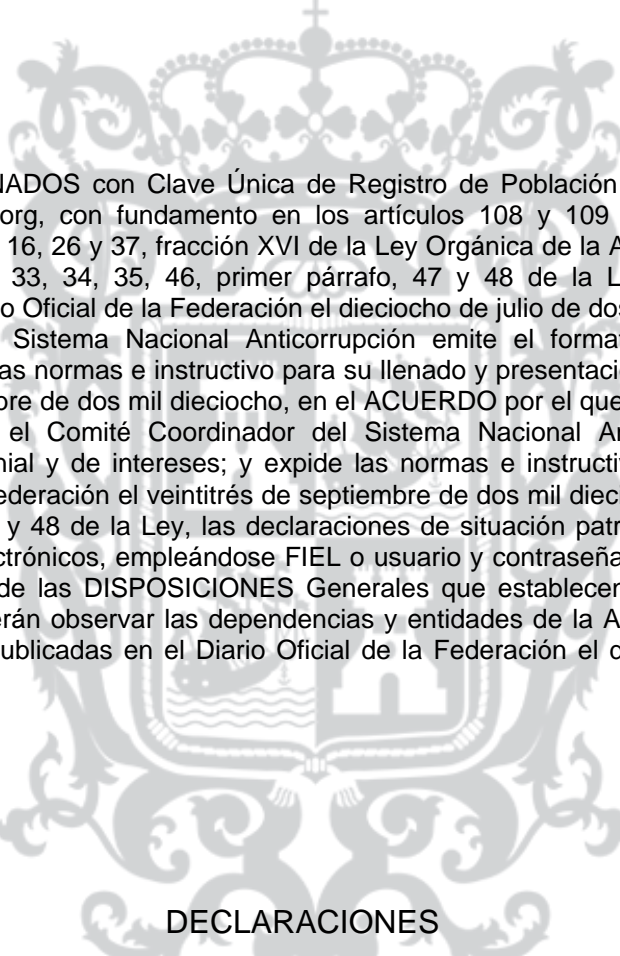 NADOS con Clave Única de Registro de Población
org, con fundamento en los artículos 108 y 109
16, 26 y 37, fracción XVI de la Ley Orgánica de la A
33, 34, 35, 46, primer párrafo, 47 y 48 de la L
o Oficial de la Federación el dieciocho de julio de dos
Sistema Nacional Anticorrupción emite el format
as normas e instructivo para su llenado y presentaci
bre de dos mil dieciocho, en el ACUERDO por el que
el Comité Coordinador del Sistema Nacional An
nial y de intereses; y expide las normas e instructiv
ederación el veintitrés de septiembre de dos mil diec
y 48 de la Ley, las declaraciones de situación patr
ctrónicos, empleándose FIEL o usuario y contraseña
de las DISPOSICIONES Generales que establecen
erán observar las dependencias y entidades de la A
ublicadas en el Diario Oficial de la Federación el d
DECLARACIONES